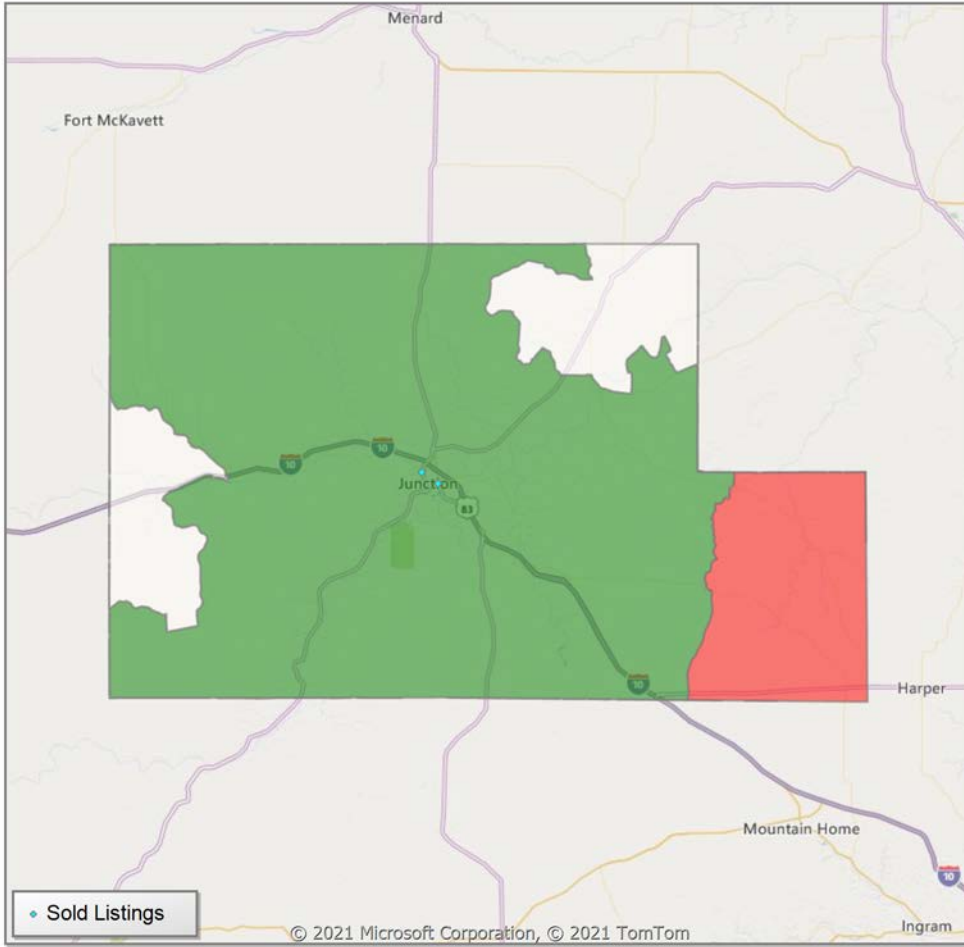 Menard
Fort McKavett
10
10
Junction
83
10
Harper
Mountain Home
10
Sold Listings
© 2021 Microsoft Corporation, © 2021 TomTom
Ingram